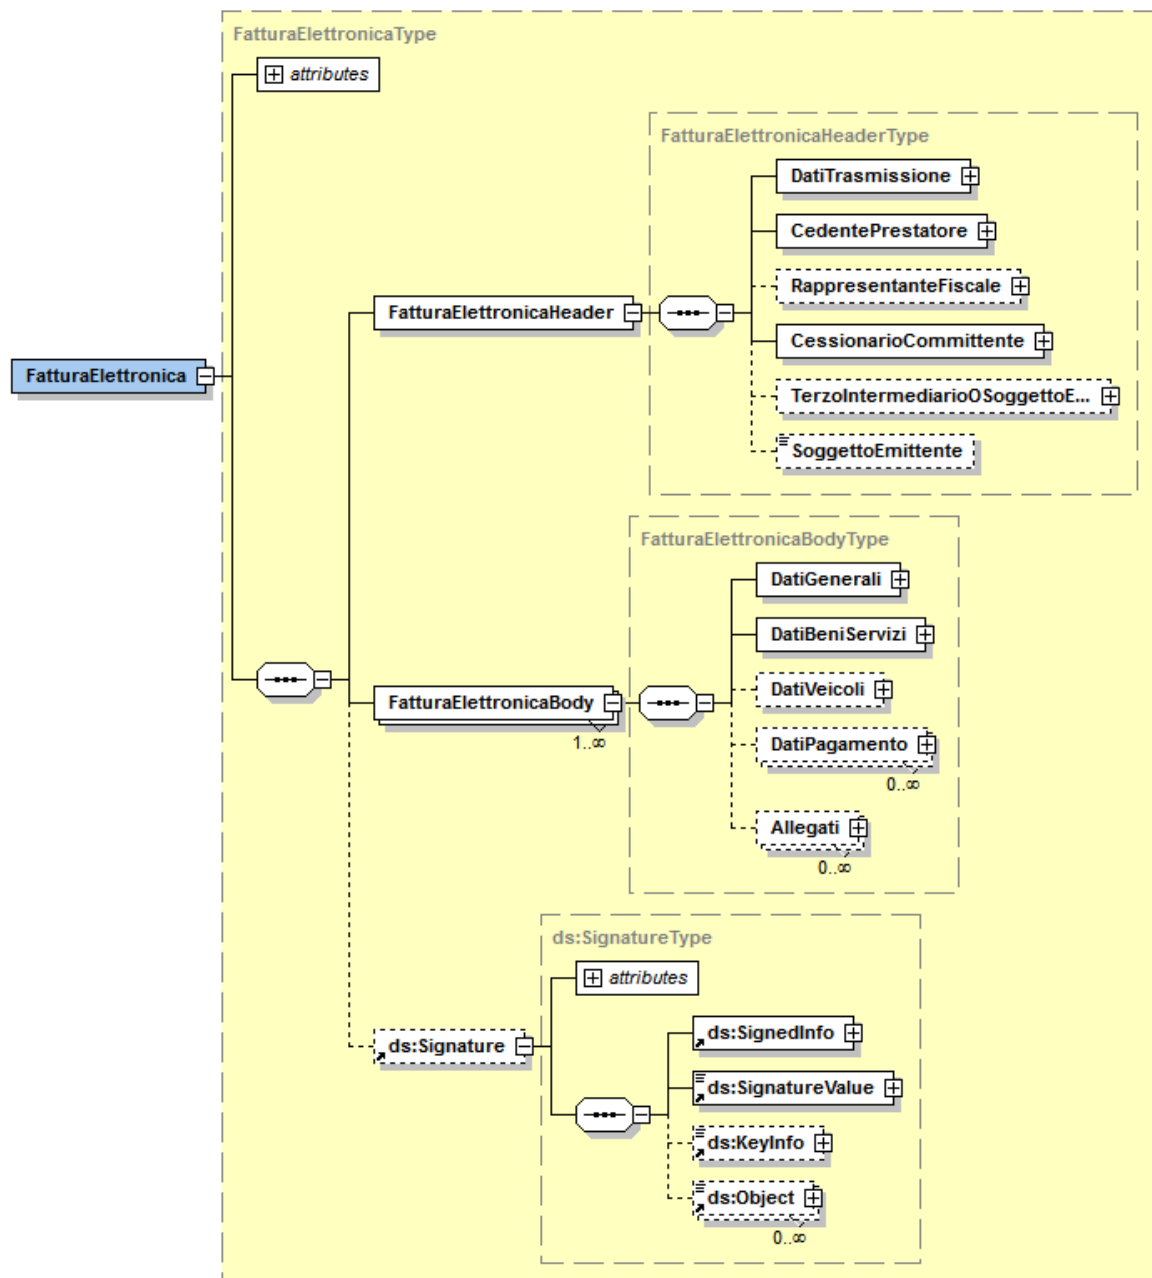 FatturaElettronicaType
attributes
FatturaElettronicaHeaderType
DatiTrasmissione
CedentePrestatore
RappresentanteFiscale
FatturaElettronicaHeader
CessionarioCommittente
FatturaElettronica
TerzoIntermediarioOSoggettoE...
SoggettoEmittente
FatturaElettronicaBodyType
DatiGenerali
DatiBeniServizi
DatiVeicoli
FatturaElettronicaBody
1..∞
DatiPagamento
0..∞
Allegati
0..∞
ds:SignatureType
attributes
ds:SignedInfo
ds:Signature
ds:SignatureValue
ds:KeyInfo
ds:Object
0..∞